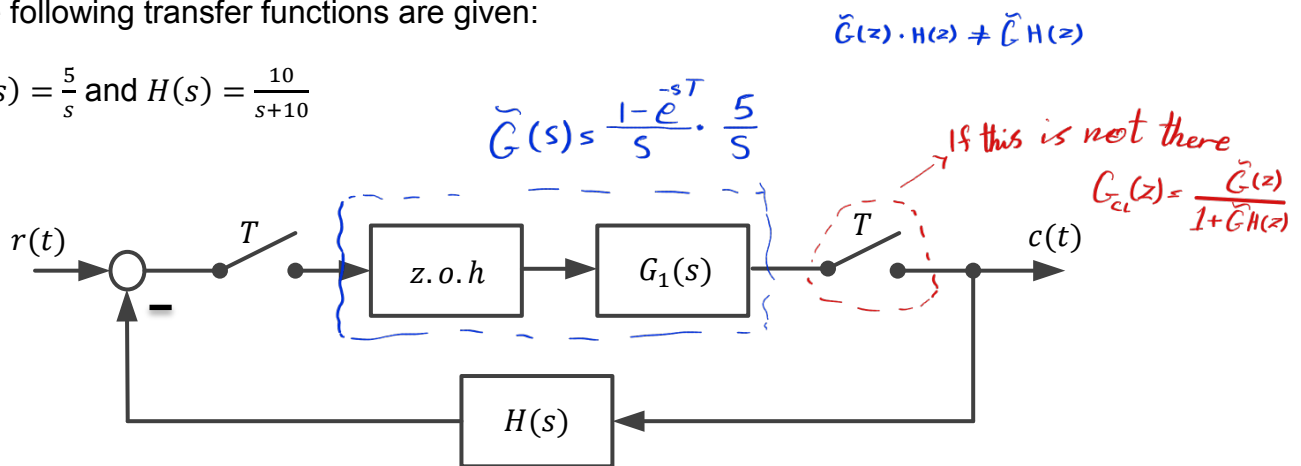 following transfer functions are given:
G̃(z) · H(z) ≠ G̃H(z)
s) = 5/s and H(s) = 10/(s+10)
G̃(s) = (1 - e^(-sT))/s · 5/s
If this is not there
G_CL(z) = G̃(z)/(1 + G̃H(z))
r(t)
T
z.o.h
G₁(s)
T
c(t)
−
H(s)